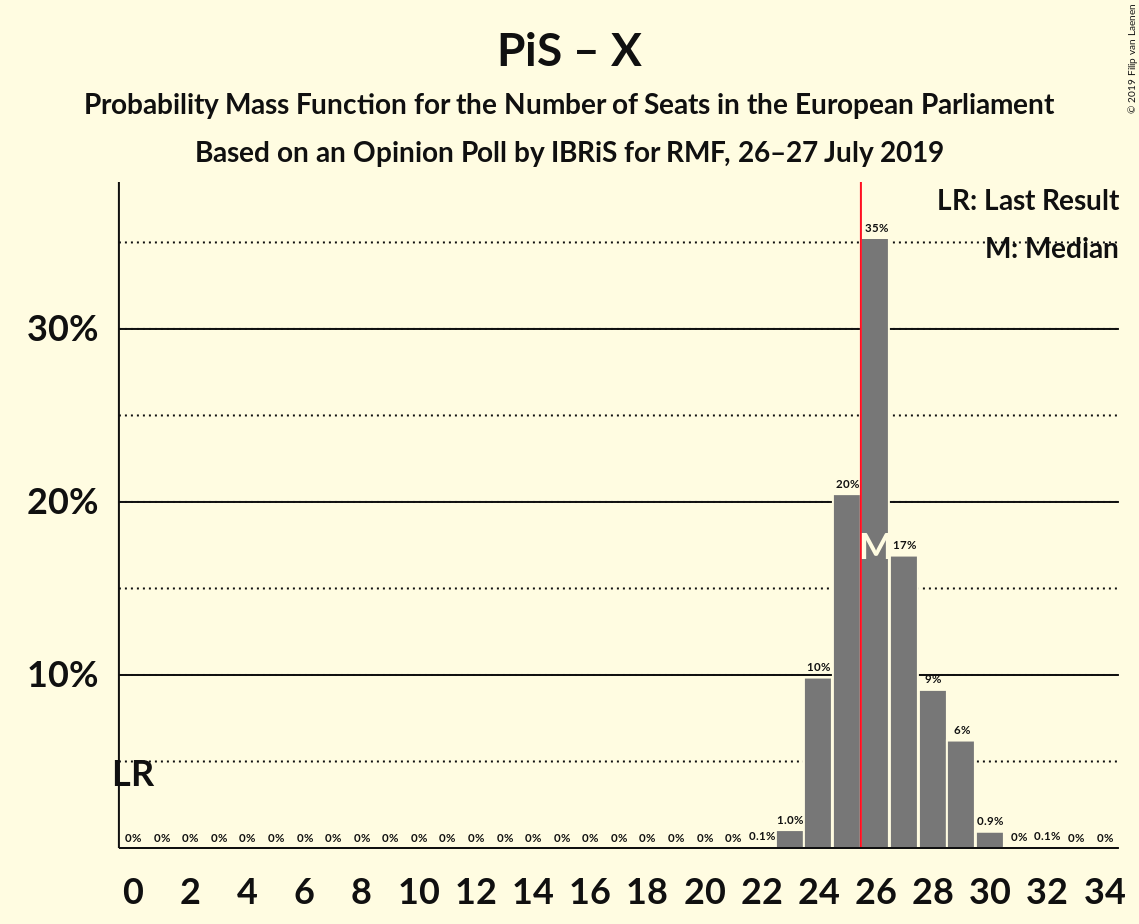 PiS – X
Probability Mass Function for the Number of Seats in the European Parliament
Based on an Opinion Poll by IBRiS for RMF, 26–27 July 2019
© 2019 Filip van Laenen
LR: Last Result
M: Median
35%
30%
20%
20%
M
17%
10%
10%
9%
6%
LR
0% 0% 0% 0% 0% 0% 0% 0% 0% 0% 0% 0% 0% 0% 0% 0% 0% 0% 0% 0% 0% 0% 0.1% 1.0% 0.9% 0% 0.1% 0% 0%
0 2 4 6 8 10 12 14 16 18 20 22 24 26 28 30 32 34